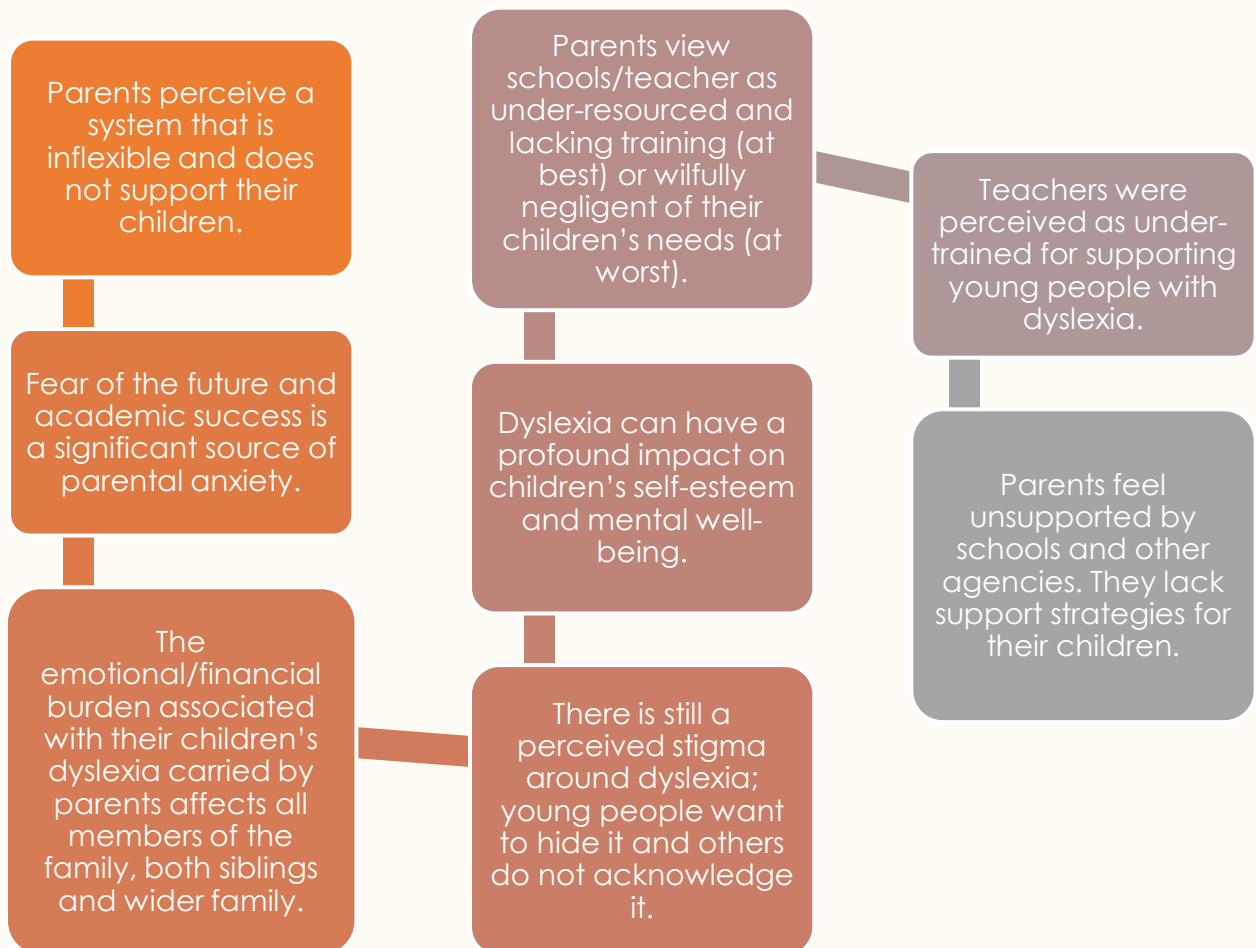 Parents perceive a
system that is
inflexible and does
not support their
children.
Fear of the future and
academic success is
a significant source of
parental anxiety.
The
emotional/financial
burden associated
with their children’s
dyslexia carried by
parents affects all
members of the
family, both siblings
and wider family.
There is still a
perceived stigma
around dyslexia;
young people want
to hide it and others
do not acknowledge
it.
Dyslexia can have a
profound impact on
children’s self-esteem
and mental well-
being.
Parents view
schools/teacher as
under-resourced and
lacking training (at
best) or wilfully
negligent of their
children’s needs (at
worst).
Teachers were
perceived as under-
trained for supporting
young people with
dyslexia.
Parents feel
unsupported by
schools and other
agencies. They lack
support strategies for
their children.